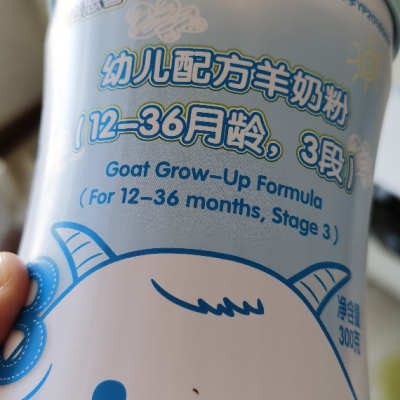 幼儿配方羊奶粉
（12–36月龄，3段）
Goat Grow-Up Formula
( For 12-36 months, Stage 3 )
净含量
300克